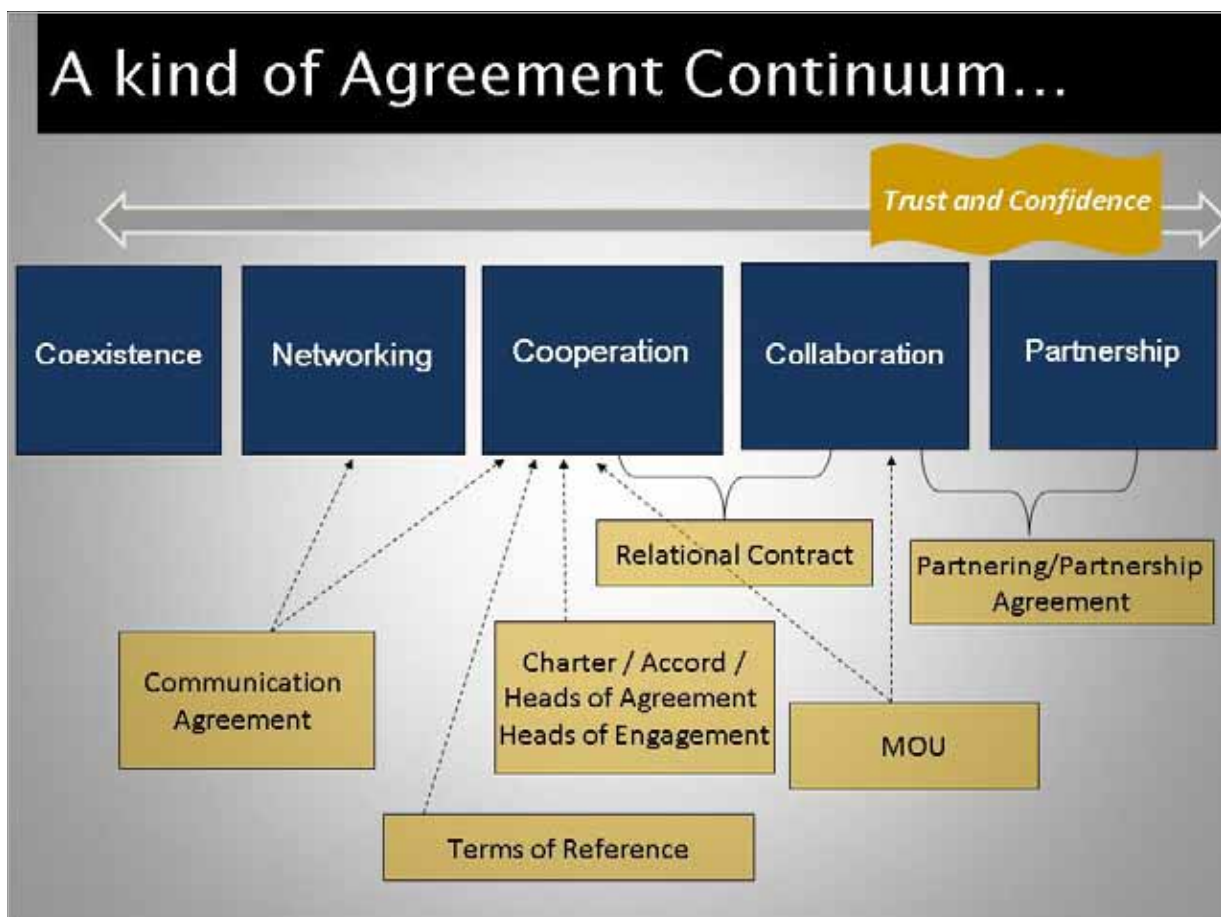 A kind of Agreement Continuum...
Trust and Confidence
Coexistence
Networking
Cooperation
Collaboration
Partnership
Relational Contract
Partnering/Partnership
Agreement
Communication
Agreement
Charter / Accord /
Heads of Agreement
Heads of Engagement
MOU
Terms of Reference